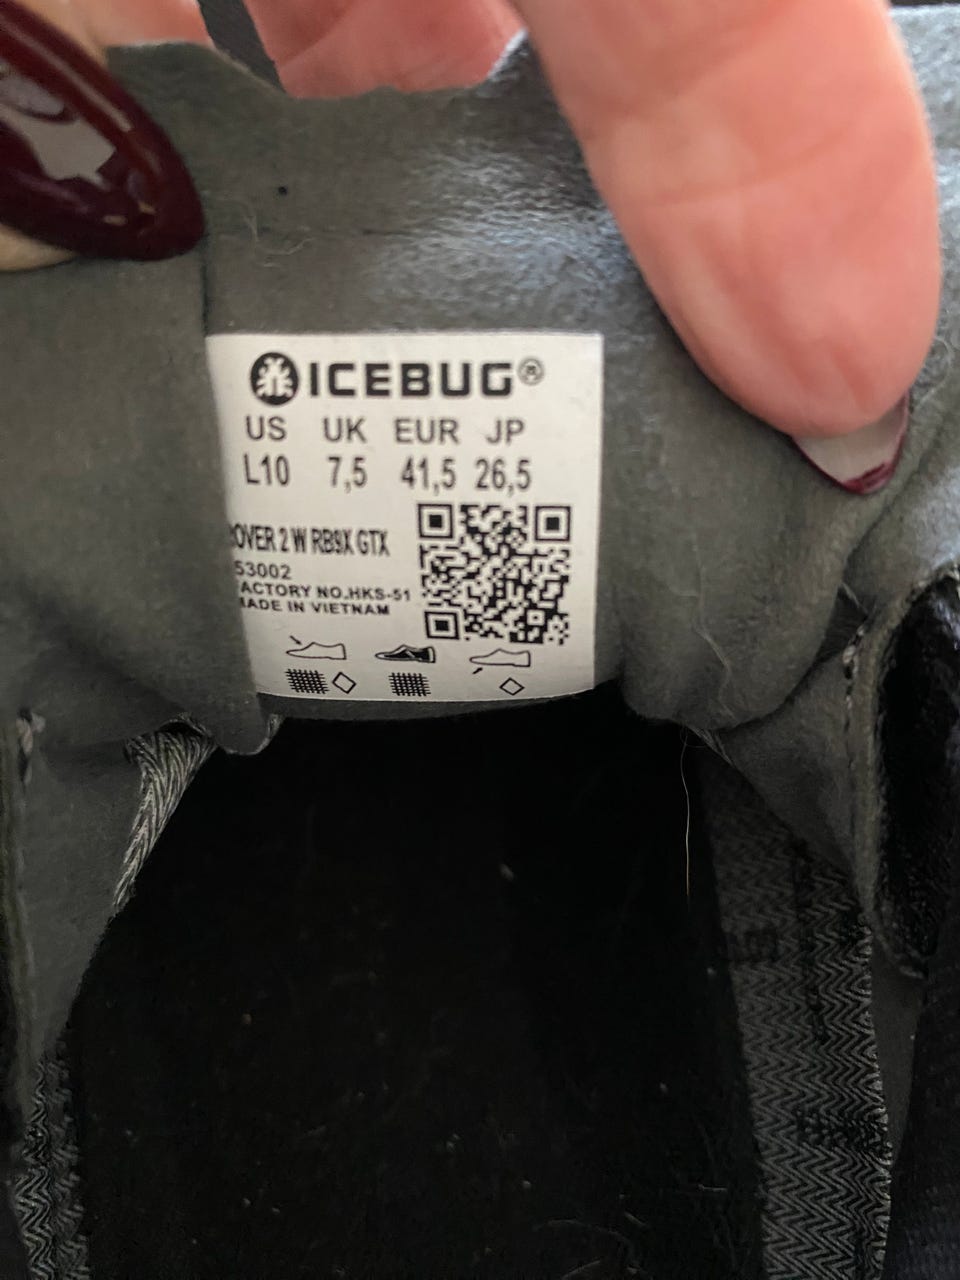 ICEBUG®
US UK EUR JP
L10 7,5 41,5 26,5
OVER 2 W RB9X GTX
53002
ACTORY NO.HKS-51
MADE IN VIETNAM